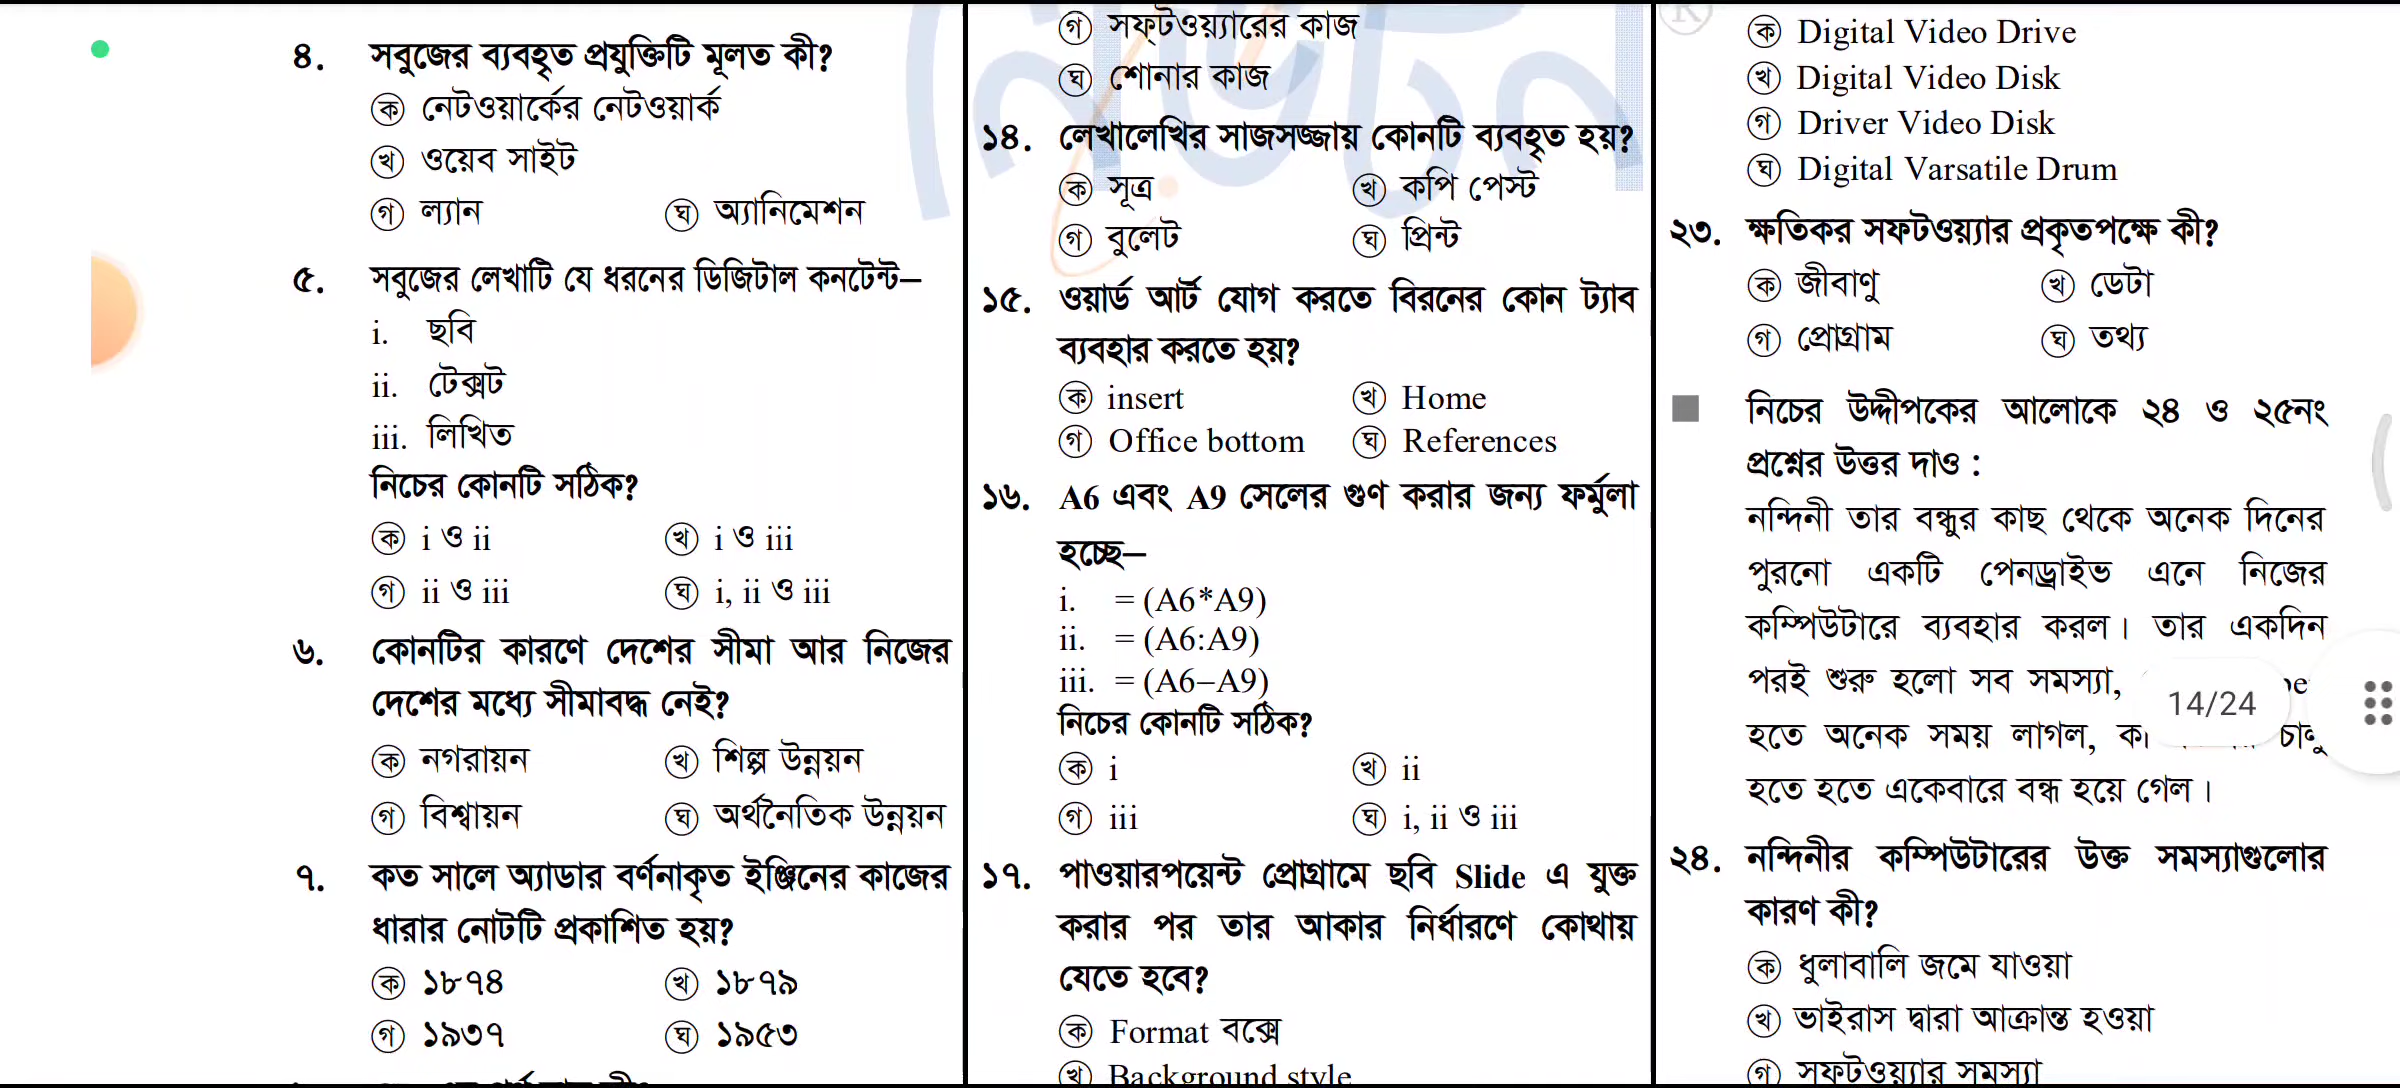 ৪. সবুজের ব্যবহৃত প্রযুক্তিটি মূলত কী?
ক নেটওয়ার্কের নেটওয়ার্ক
খ ওয়েব সাইট
গ ল্যান ঘ অ্যানিমেশন
৫. সবুজের লেখাটি যে ধরনের ডিজিটাল কনটেন্ট–
i. ছবি
ii. টেক্সট
iii. লিখিত
নিচের কোনটি সঠিক?
ক i ও ii খ i ও iii
গ ii ও iii ঘ i, ii ও iii
৬. কোনটির কারণে দেশের সীমা আর নিজের
দেশের মধ্যে সীমাবদ্ধ নেই?
ক নগরায়ন খ শিল্প উন্নয়ন
গ বিশ্বায়ন ঘ অর্থনৈতিক উন্নয়ন
৭. কত সালে অ্যাডার বর্ণনাকৃত ইঞ্জিনের কাজের
ধারার নোটটি প্রকাশিত হয়?
ক ১৮৭৪ খ ১৮৭৯
গ ১৯৩৭ ঘ ১৯৫৩
গ সফ্টওয়্যারের কাজ
ঘ শোনার কাজ
১৪. লেখালেখির সাজসজ্জায় কোনটি ব্যবহৃত হয়?
ক সূত্র খ কপি পেস্ট
গ বুলেট ঘ প্রিন্ট
১৫. ওয়ার্ড আর্ট যোগ করতে বিরনের কোন ট্যাব
ব্যবহার করতে হয়?
ক insert খ Home
গ Office bottom ঘ References
১৬. A6 এবং A9 সেলের গুণ করার জন্য ফর্মুলা
হচ্ছে–
i. = (A6*A9)
ii. = (A6:A9)
iii. = (A6–A9)
নিচের কোনটি সঠিক?
ক i খ ii
গ iii ঘ i, ii ও iii
১৭. পাওয়ারপয়েন্ট প্রোগ্রামে ছবি Slide এ যুক্ত
করার পর তার আকার নির্ধারণে কোথায়
যেতে হবে?
ক Format বক্সে
খ Background style
ক Digital Video Drive
খ Digital Video Disk
গ Driver Video Disk
ঘ Digital Varsatile Drum
২৩. ক্ষতিকর সফটওয়্যার প্রকৃতপক্ষে কী?
ক জীবাণু খ ডেটা
গ প্রোগ্রাম ঘ তথ্য
নিচের উদ্দীপকের আলোকে ২৪ ও ২৫নং
প্রশ্নের উত্তর দাও :
নন্দিনী তার বন্ধুর কাছ থেকে অনেক দিনের
পুরনো একটি পেনড্রাইভ এনে নিজের
কম্পিউটারে ব্যবহার করল। তার একদিন
পরই শুরু হলো সব সমস্যা,
14/24
হতে অনেক সময় লাগল, চালু
হতে হতে একেবারে বন্ধ হয়ে গেল।
২৪. নন্দিনীর কম্পিউটারের উক্ত সমস্যাগুলোর
কারণ কী?
ক ধুলাবালি জমে যাওয়া
খ ভাইরাস দ্বারা আক্রান্ত হওয়া
গ সফটওয়্যার সমস্যা